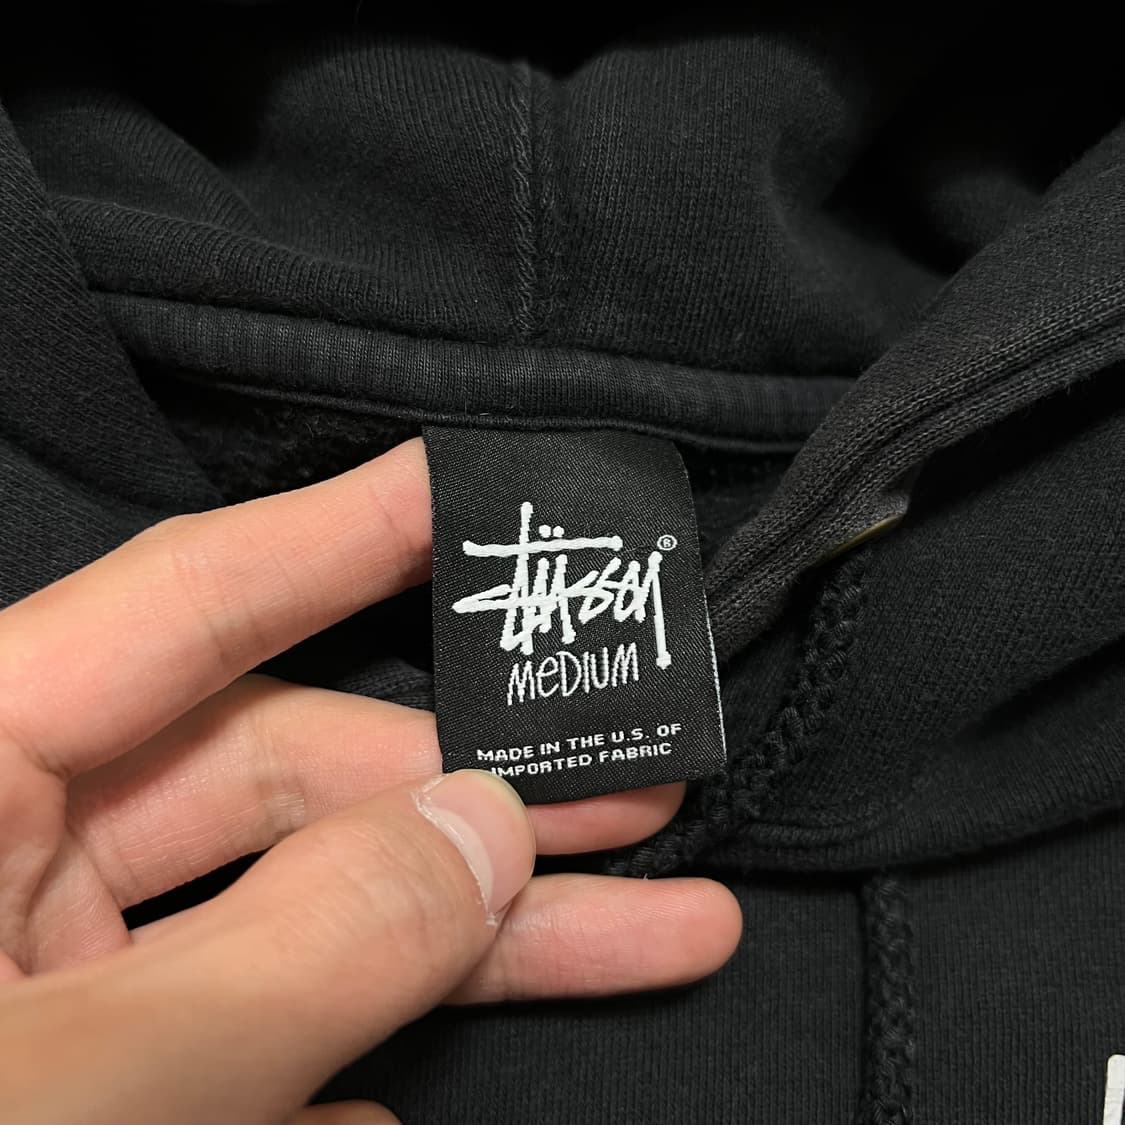 Stüssy ®
MeDIUM
MADE IN THE U.S. OF
IMPORTED FABRIC